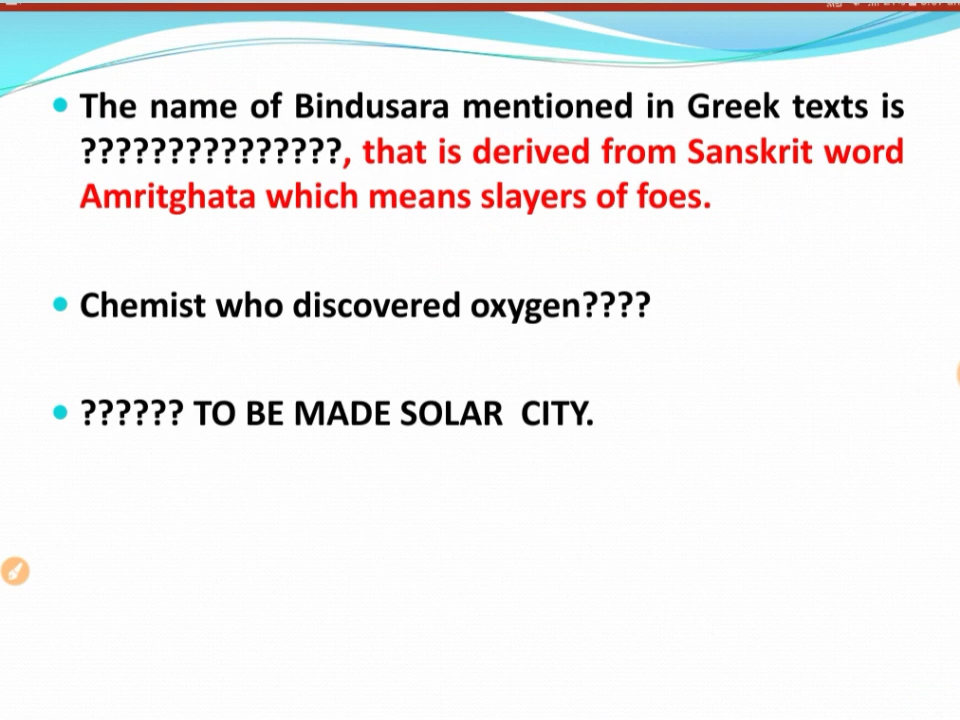 The name of Bindusara mentioned in Greek texts is
???????????????, that is derived from Sanskrit word
Amritghata which means slayers of foes.
Chemist who discovered oxygen????
?????? TO BE MADE SOLAR CITY.